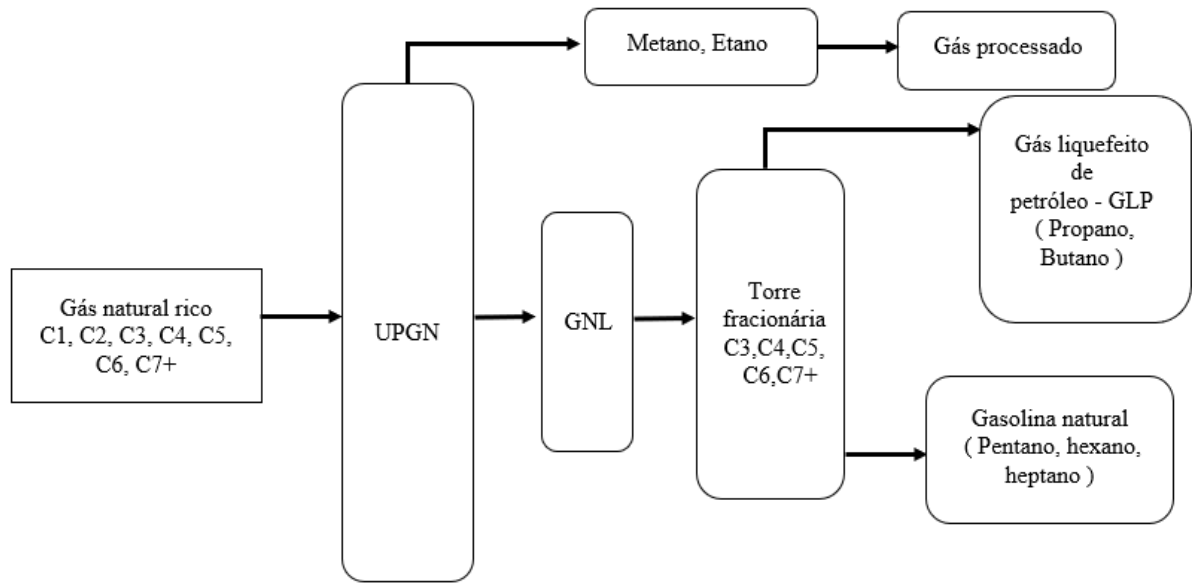 Metano, Etano
Gás processado
Gás natural rico
C1, C2, C3, C4, C5,
C6, C7+
UPGN
GNL
Torre
fracionária
C3,C4,C5,
C6,C7+
Gás liquefeito
de
petróleo - GLP
( Propano,
Butano )
Gasolina natural
( Pentano, hexano,
heptano )